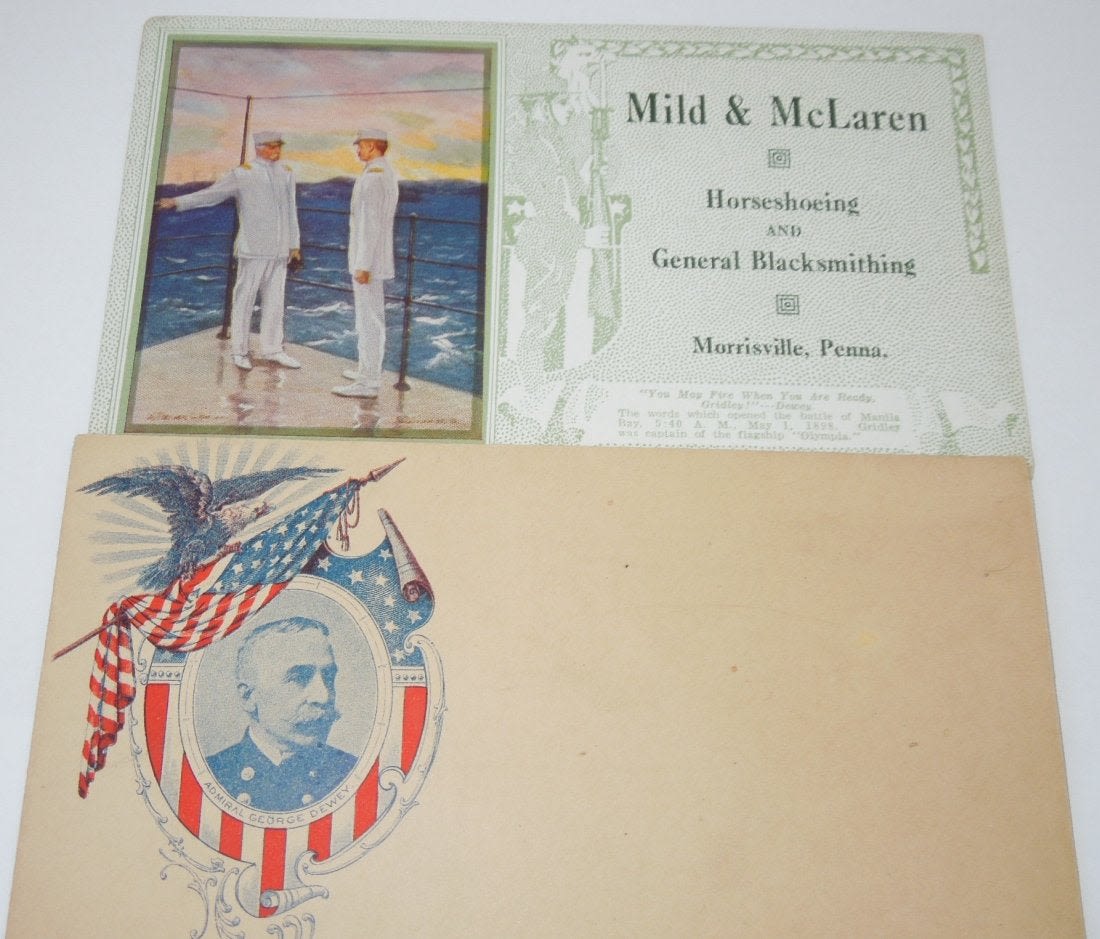 Mild & McLaren
Horseshoeing
AND
General Blacksmithing
Morrisville, Penna.
"You May Fire When You Are Ready,
Gridley!"---Dewey.
The words which opened the battle of Manila
Bay, 5:40 A. M., May 1, 1898. Gridley
was captain of the flagship "Olympia."
ADMIRAL GEORGE DEWEY